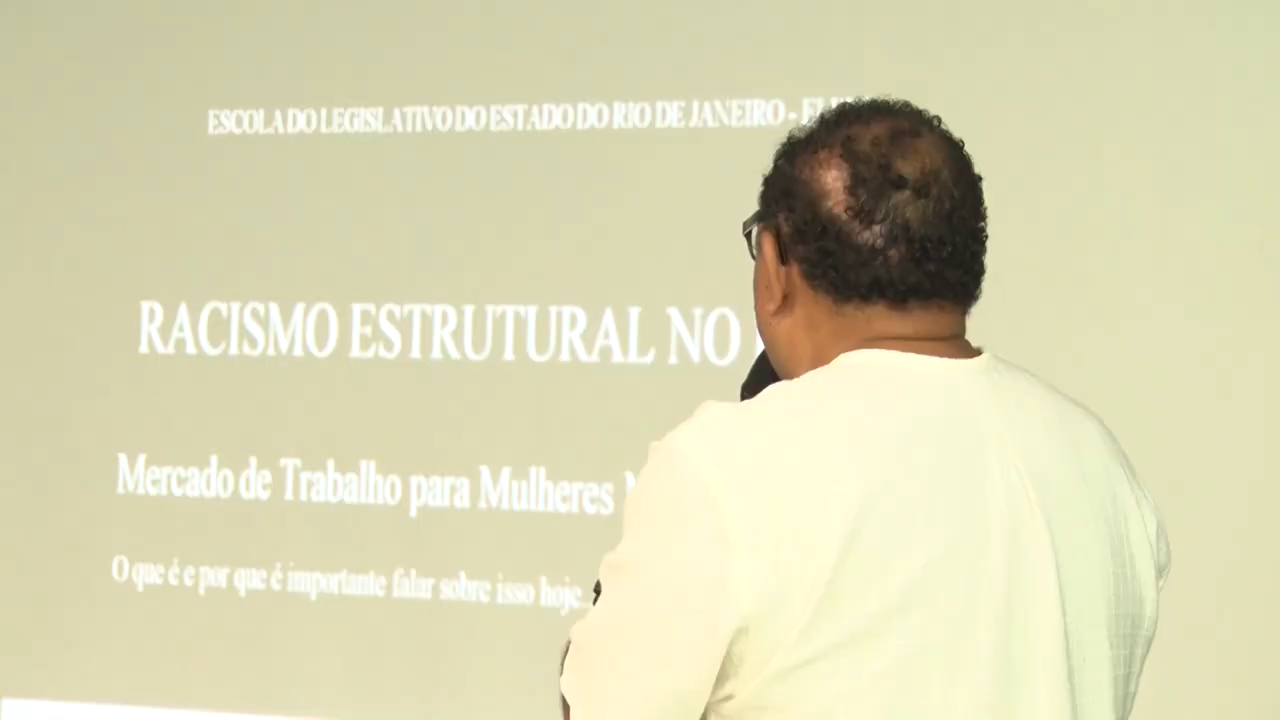 ESCOLA DO LEGISLATIVO DO ESTADO DO RIO DE JANEIRO -
RACISMO ESTRUTURAL NO
Mercado de Trabalho para Mulheres
O que é e por que é importante falar sobre isso hoje..